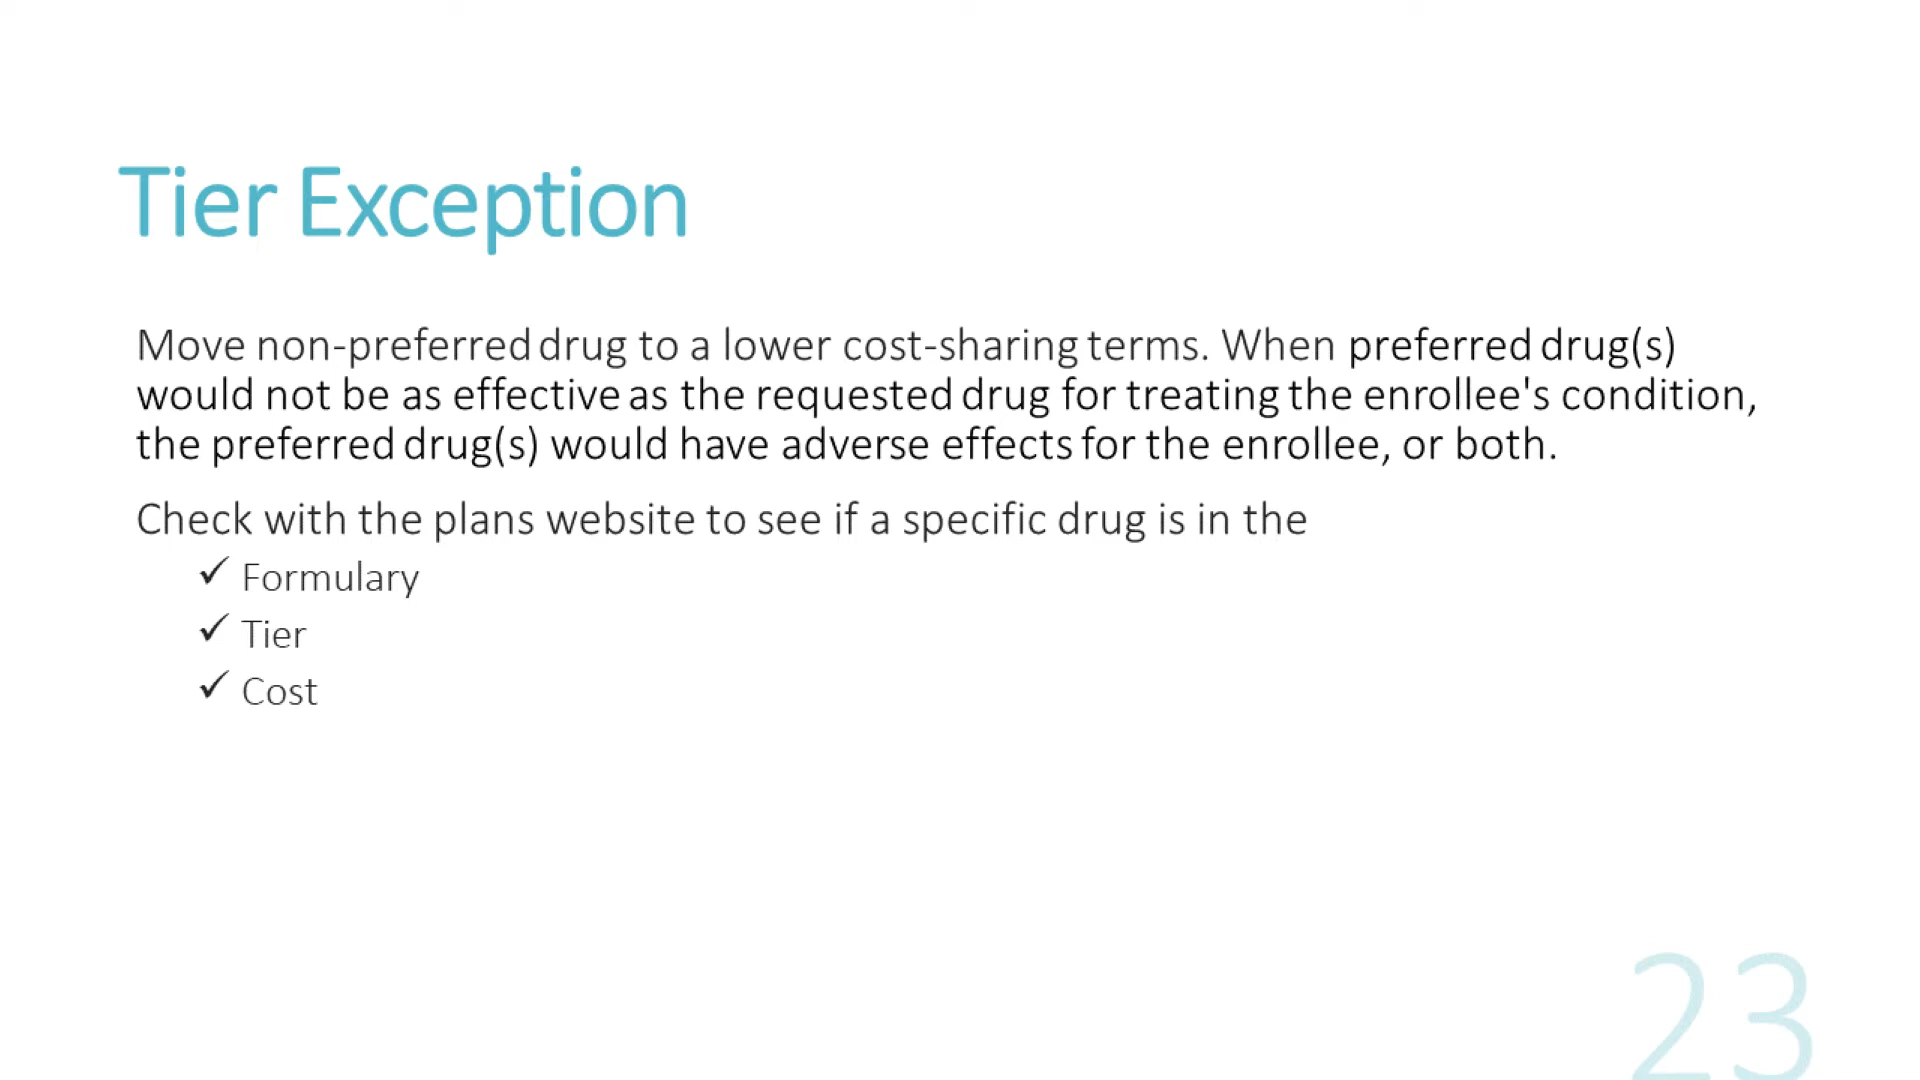 Tier Exception
Move non-preferred drug to a lower cost-sharing terms. When preferred drug(s)
would not be as effective as the requested drug for treating the enrollee's condition,
the preferred drug(s) would have adverse effects for the enrollee, or both.
Check with the plans website to see if a specific drug is in the
✓ Formulary
✓ Tier
✓ Cost
23